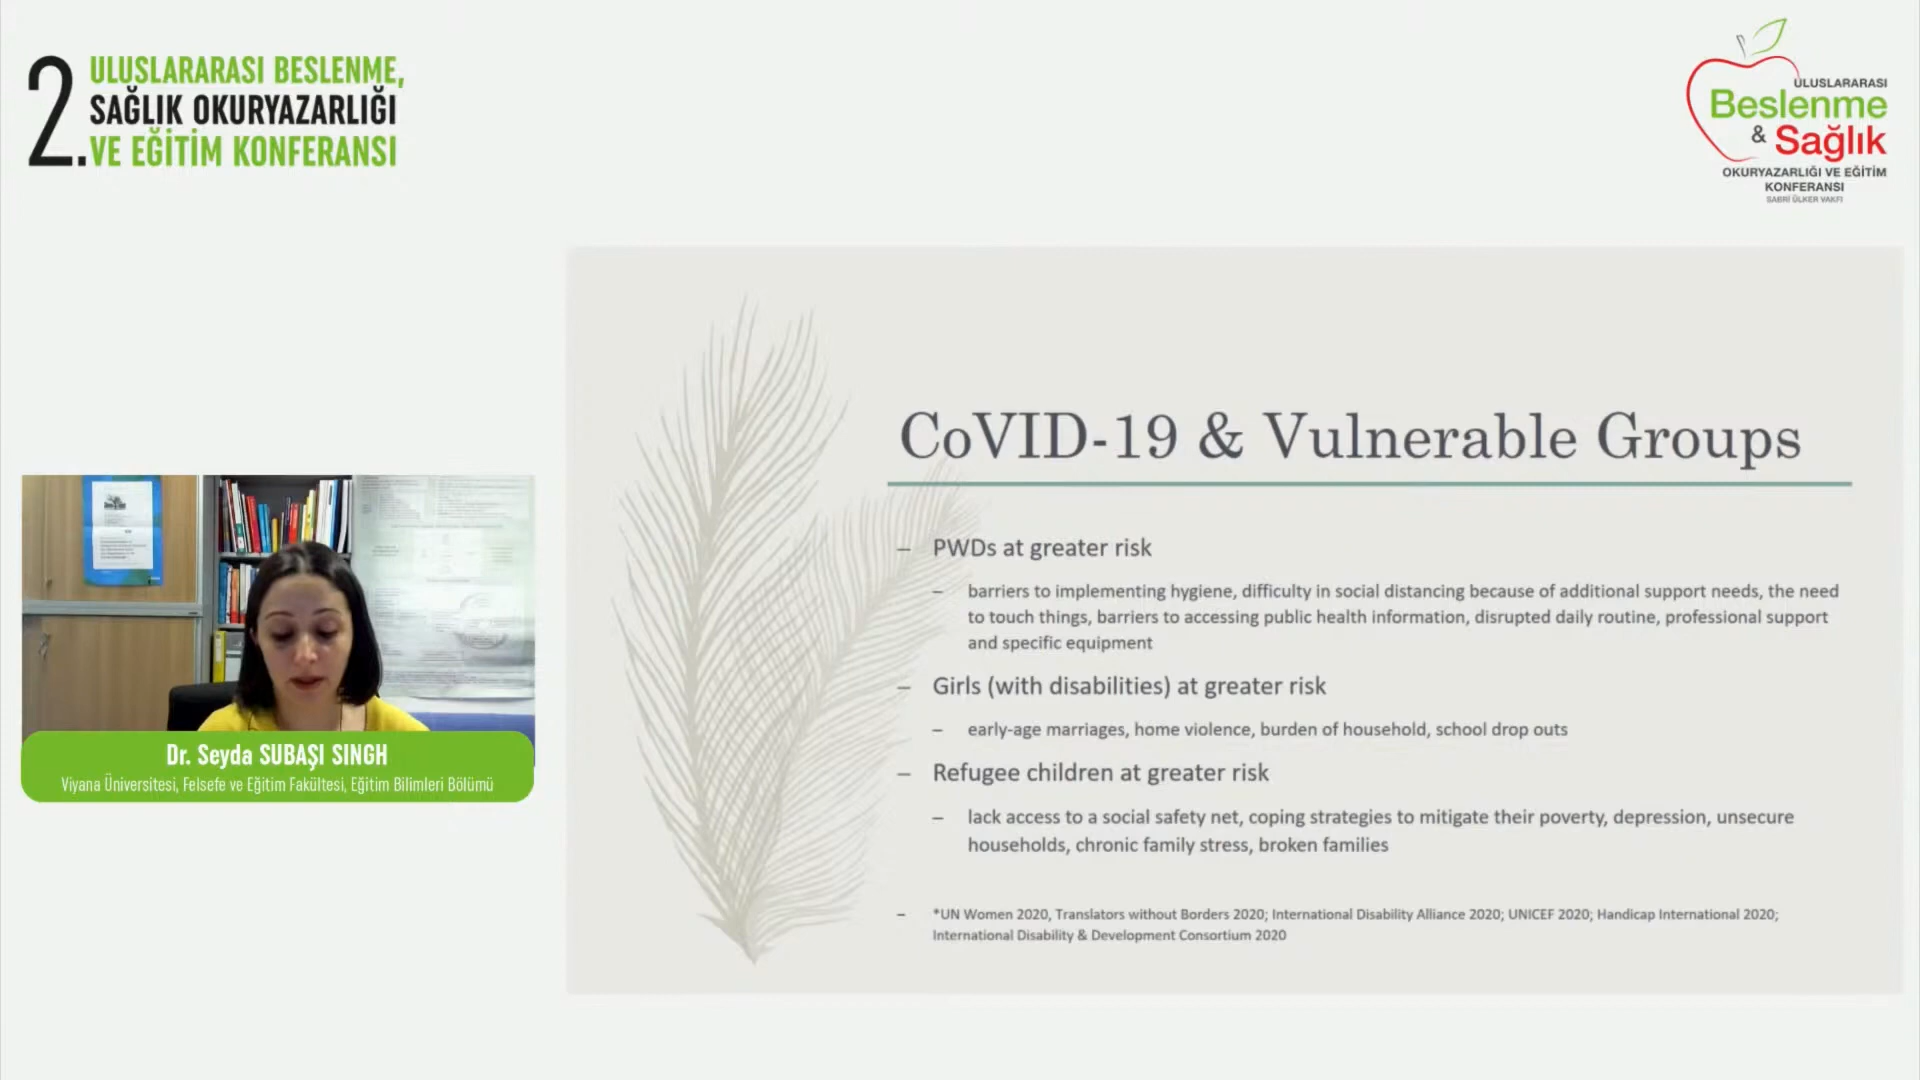 2.
ULUSLARARASI BESLENME,
SAĞLIK OKURYAZARLIĞI
VE EĞİTİM KONFERANSI
ULUSLARARASI
Beslenme
& Sağlık
OKURYAZARLIĞI VE EĞİTİM
KONFERANSI
SABRİ ÜLKER VAKFI
CoVID-19 & Vulnerable Groups
– PWDs at greater risk
– barriers to implementing hygiene, difficulty in social distancing because of additional support needs, the need
to touch things, barriers to accessing public health information, disrupted daily routine, professional support
and specific equipment
– Girls (with disabilities) at greater risk
– early-age marriages, home violence, burden of household, school drop outs
– Refugee children at greater risk
– lack access to a social safety net, coping strategies to mitigate their poverty, depression, unsecure
households, chronic family stress, broken families
– *UN Women 2020, Translators without Borders 2020; International Disability Alliance 2020; UNICEF 2020; Handicap International 2020;
International Disability & Development Consortium 2020
Dr. Seyda SUBAŞI SINGH
Viyana Üniversitesi, Felsefe ve Eğitim Fakültesi, Eğitim Bilimleri Bölümü